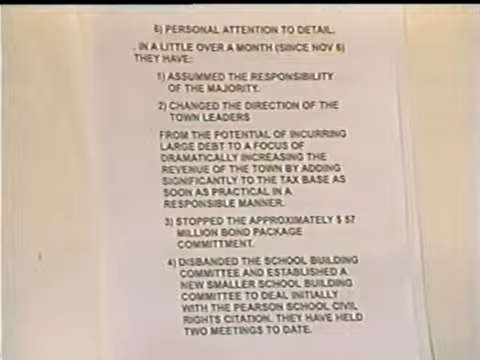 6) PERSONAL ATTENTION TO DETAIL.
. IN A LITTLE OVER A MONTH (SINCE NOV 6)
THEY HAVE:
1) ASSUMMED THE RESPONSIBILITY
OF THE MAJORITY.
2) CHANGED THE DIRECTION OF THE
TOWN LEADERS
FROM THE POTENTIAL OF INCURRING
LARGE DEBT TO A FOCUS OF
DRAMATICALLY INCREASING THE
REVENUE OF THE TOWN BY ADDING
SIGNIFICANTLY TO THE TAX BASE AS
SOON AS PRACTICAL IN A
RESPONSIBLE MANNER.
3) STOPPED THE APPROXIMATELY $ 57
MILLION BOND PACKAGE
COMMITTMENT.
4) DISBANDED THE SCHOOL BUILDING
COMMITTEE AND ESTABLISHED A
NEW SMALLER SCHOOL BUILDING
COMMITTEE TO DEAL INITIALLY
WITH THE PEARSON SCHOOL CIVIL
RIGHTS CITATION. THEY HAVE HELD
TWO MEETINGS TO DATE.